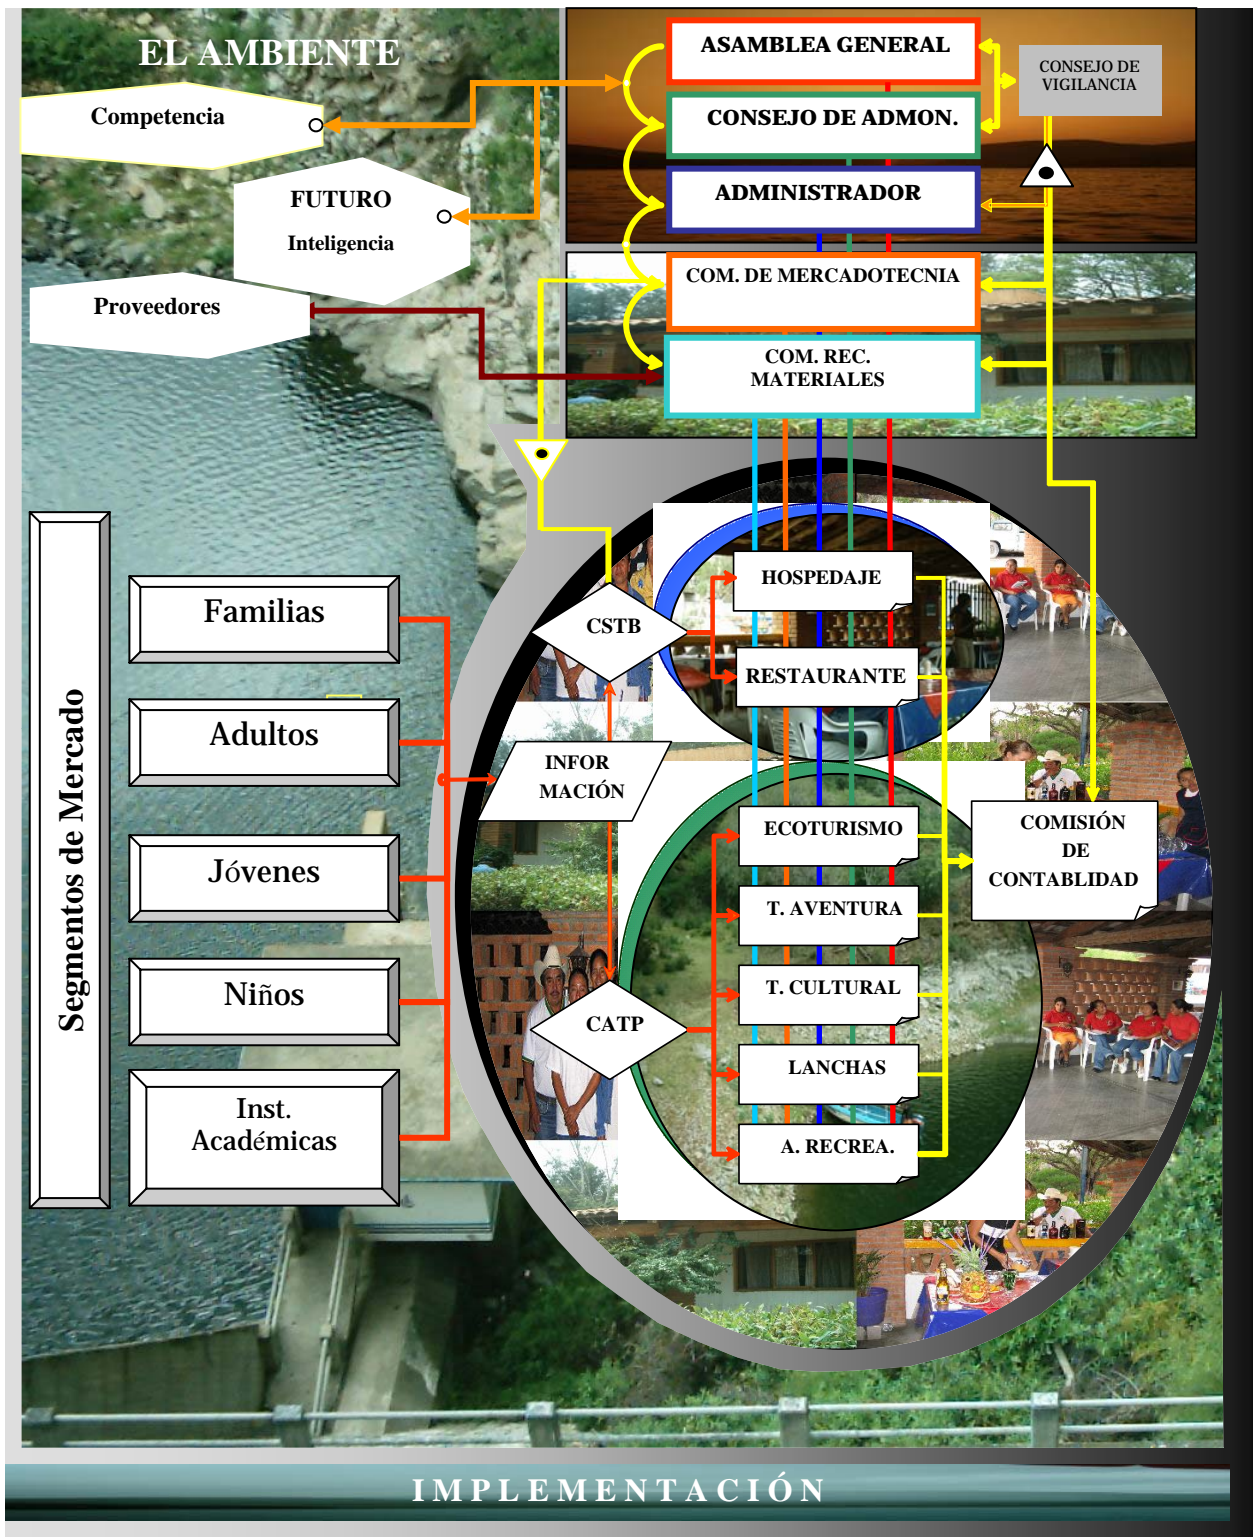 EL AMBIENTE
Competencia
FUTURO
Inteligencia
Proveedores
ASAMBLEA GENERAL
CONSEJO DE ADMON.
ADMINISTRADOR
CONSEJO DE
VIGILANCIA
COM. DE MERCADOTECNIA
COM. REC.
MATERIALES
Segmentos de Mercado
Familias
Adultos
Jóvenes
Niños
Inst.
Académicas
CSTB
INFOR
MACIÓN
CATP
HOSPEDAJE
RESTAURANTE
ECOTURISMO
T. AVENTURA
T. CULTURAL
LANCHAS
A. RECREA.
COMISIÓN
DE
CONTABLIDAD
IMPLEMENTACIÓN